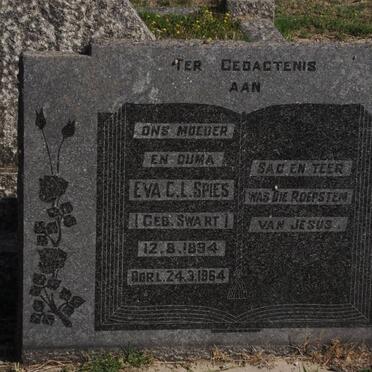 TER GEDAGTENIS
AAN
ONS MOEDER
EN OUMA
EVA C.L. SPIES
(GEB. SWART)
12.8.1894
OORL. 24.3.1964
SAG EN TEER
WAS DIE ROEPSTEM
VAN JESUS.